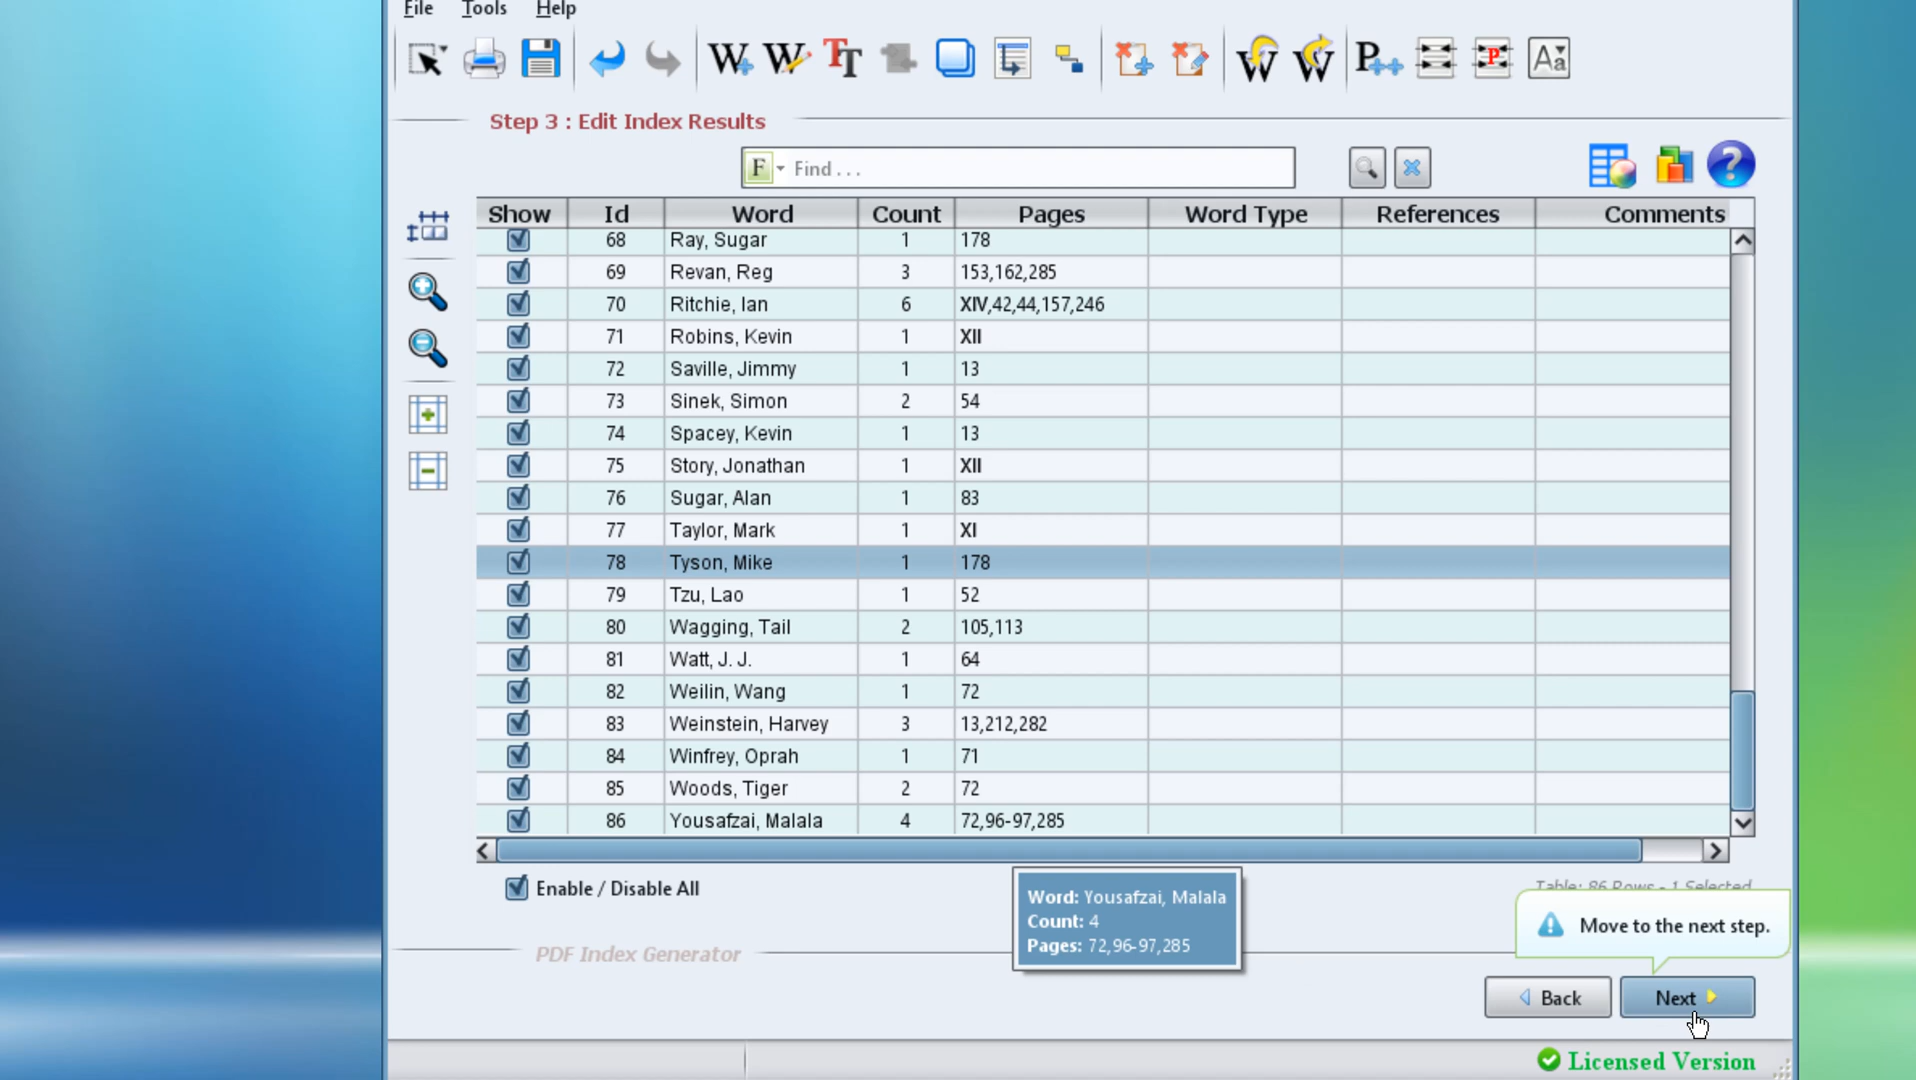 File Tools Help
Step 3 : Edit Index Results
F Find . . .
Show Id Word Count Pages Word Type References Comments
68 Ray, Sugar 1 178
69 Revan, Reg 3 153,162,285
70 Ritchie, Ian 6 XIV,42,44,157,246
71 Robins, Kevin 1 XII
72 Saville, Jimmy 1 13
73 Sinek, Simon 2 54
74 Spacey, Kevin 1 13
75 Story, Jonathan 1 XII
76 Sugar, Alan 1 83
77 Taylor, Mark 1 XI
78 Tyson, Mike 1 178
79 Tzu, Lao 1 52
80 Wagging, Tail 2 105,113
81 Watt, J. J. 1 64
82 Weilin, Wang 1 72
83 Weinstein, Harvey 3 13,212,282
84 Winfrey, Oprah 1 71
85 Woods, Tiger 2 72
86 Yousafzai, Malala 4 72,96-97,285
Enable / Disable All
Table: 86 Rows - 1 Selected
Word: Yousafzai, Malala
Count: 4
Pages: 72,96-97,285
Move to the next step.
PDF Index Generator
Back Next
Licensed Version